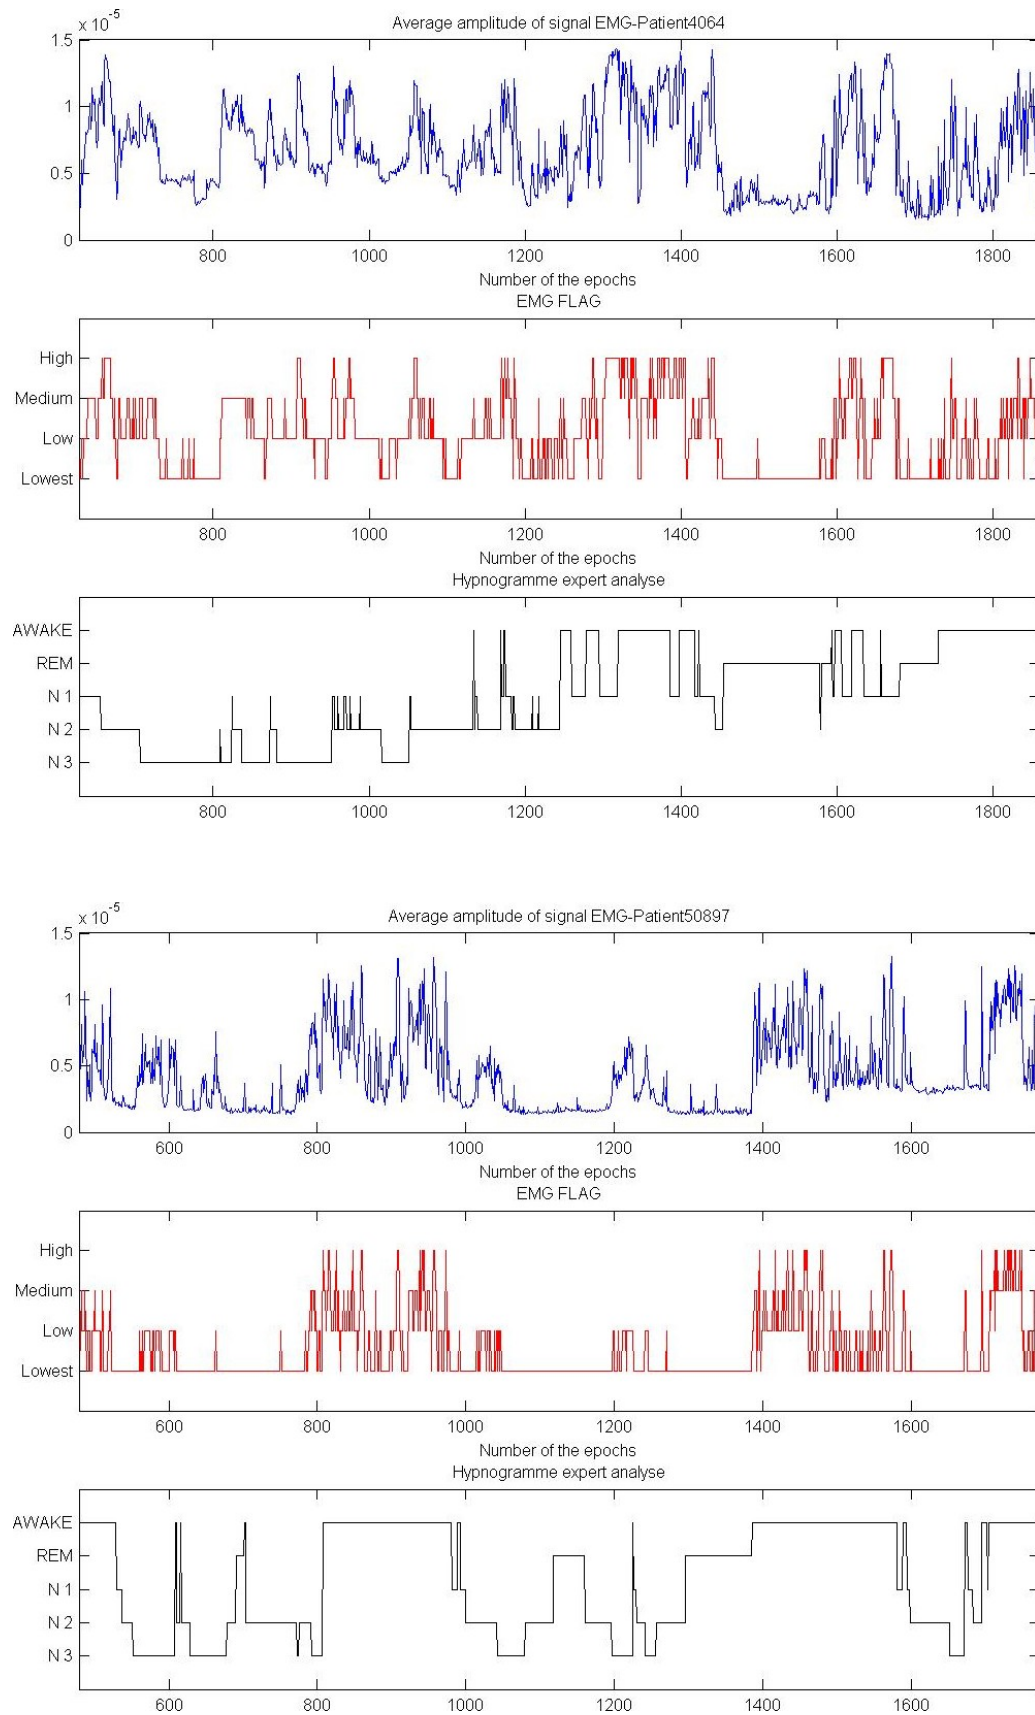 x 10^-5
Average amplitude of signal EMG-Patient4064
1.5
1
0.5
0
800 1000 1200 1400 1600 1800
Number of the epochs
EMG FLAG
High
Medium
Low
Lowest
800 1000 1200 1400 1600 1800
Number of the epochs
Hypnogramme expert analyse
AWAKE
REM
N 1
N 2
N 3
800 1000 1200 1400 1600 1800
x 10^-5
Average amplitude of signal EMG-Patient50897
1.5
1
0.5
0
600 800 1000 1200 1400 1600
Number of the epochs
EMG FLAG
High
Medium
Low
Lowest
600 800 1000 1200 1400 1600
Number of the epochs
Hypnogramme expert analyse
AWAKE
REM
N 1
N 2
N 3
600 800 1000 1200 1400 1600